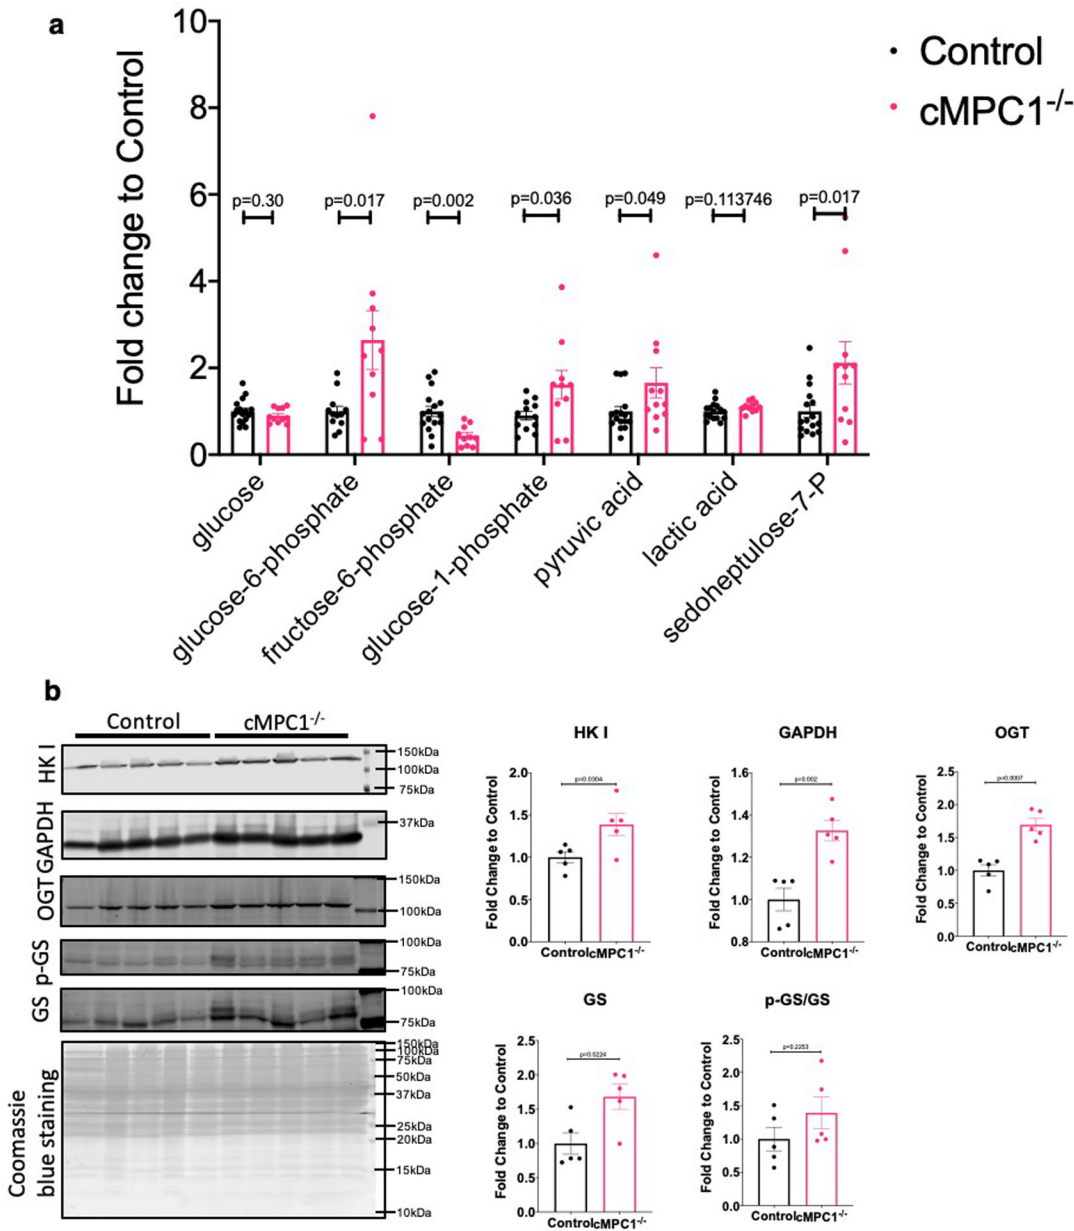 a
Fold change to Control
10
8
6
4
2
0
Control
cMPC1-/-
p=0.30
p=0.017
p=0.002
p=0.036
p=0.049
p=0.113746
p=0.017
glucose
glucose-6-phosphate
fructose-6-phosphate
glucose-1-phosphate
pyruvic acid
lactic acid
sedoheptulose-7-P
b
Control
cMPC1-/-
HK I
150kDa
100kDa
75kDa
GAPDH
37kDa
OGT
150kDa
100kDa
p-GS
100kDa
75kDa
GS
100kDa
75kDa
Coomassie
blue staining
150kDa
100kDa
75kDa
50kDa
37kDa
25kDa
20kDa
15kDa
10kDa
HK I
Fold Change to Control
2.0
1.5
1.0
0.5
0.0
p=0.0304
Control
cMPC1-/-
GAPDH
Fold Change to Control
1.6
1.4
1.2
1.0
0.8
p=0.002
Control
cMPC1-/-
OGT
Fold Change to Control
2.5
2.0
1.5
1.0
0.5
0.0
p=0.0007
Control
cMPC1-/-
GS
Fold Change to Control
2.5
2.0
1.5
1.0
0.5
0.0
p=0.0224
Control
cMPC1-/-
p-GS/GS
Fold Change to Control
2.5
2.0
1.5
1.0
0.5
0.0
p=0.2253
Control
cMPC1-/-